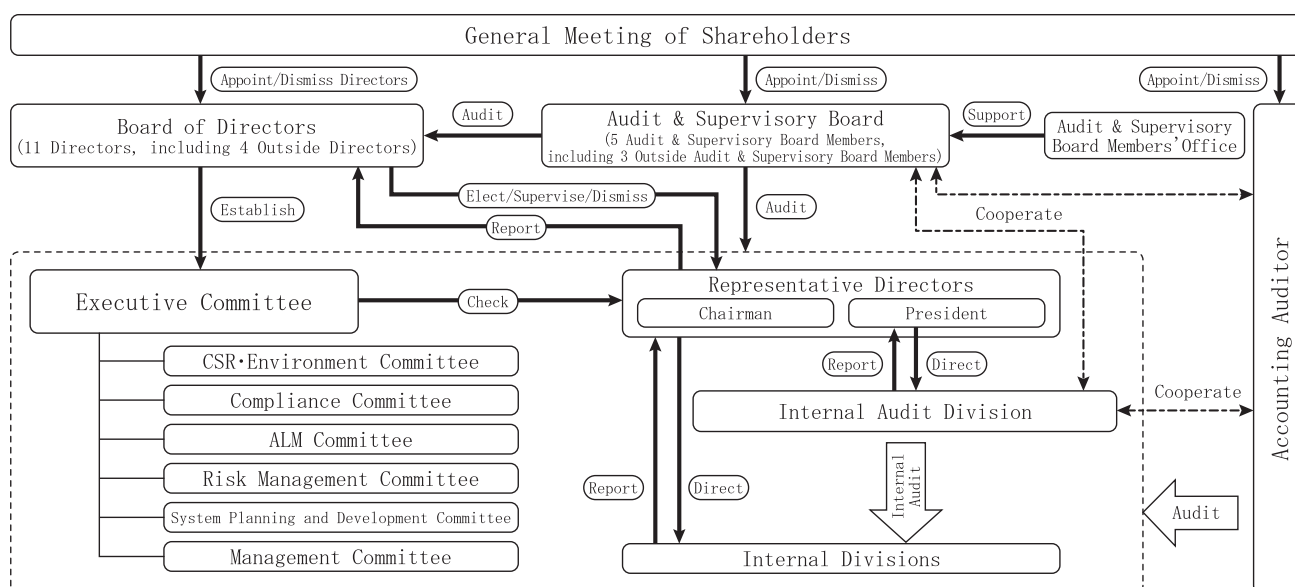 General Meeting of Shareholders
Appoint/Dismiss Directors
Appoint/Dismiss
Appoint/Dismiss
Board of Directors
(11 Directors, including 4 Outside Directors)
Audit
Audit & Supervisory Board
(5 Audit & Supervisory Board Members,
including 3 Outside Audit & Supervisory Board Members)
Support
Audit & Supervisory
Board Members' Office
Elect/Supervise/Dismiss
Establish
Report
Audit
Cooperate
Executive Committee
Check
Representative Directors
Chairman
President
CSR・Environment Committee
Compliance Committee
ALM Committee
Risk Management Committee
System Planning and Development Committee
Management Committee
Report
Direct
Internal Audit Division
Cooperate
Accounting Auditor
Report
Direct
Internal
Audit
Audit
Internal Divisions